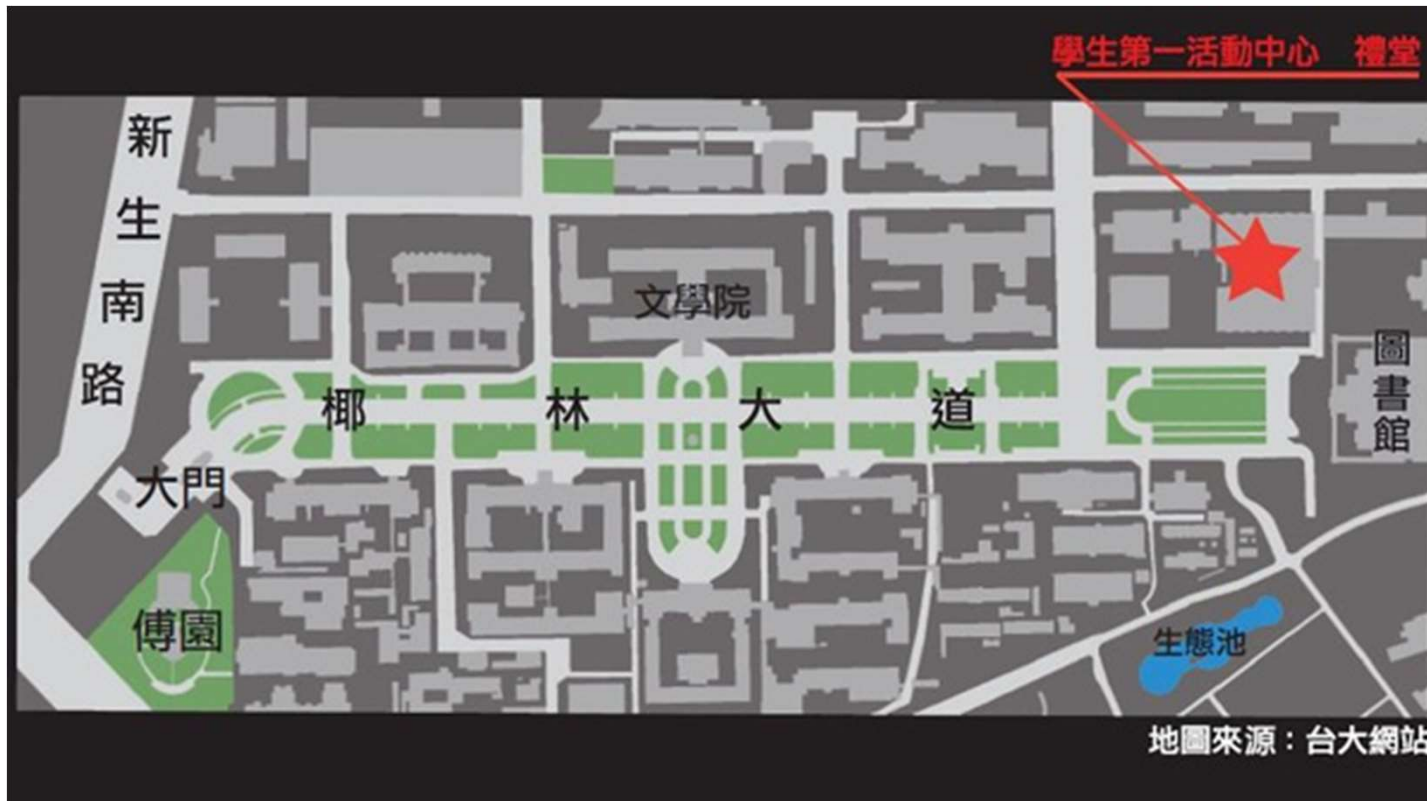 學生第一活動中心　禮堂
新生南路
文學院
圖書館
椰林大道
大門
傅園
生態池
地圖來源：台大網站